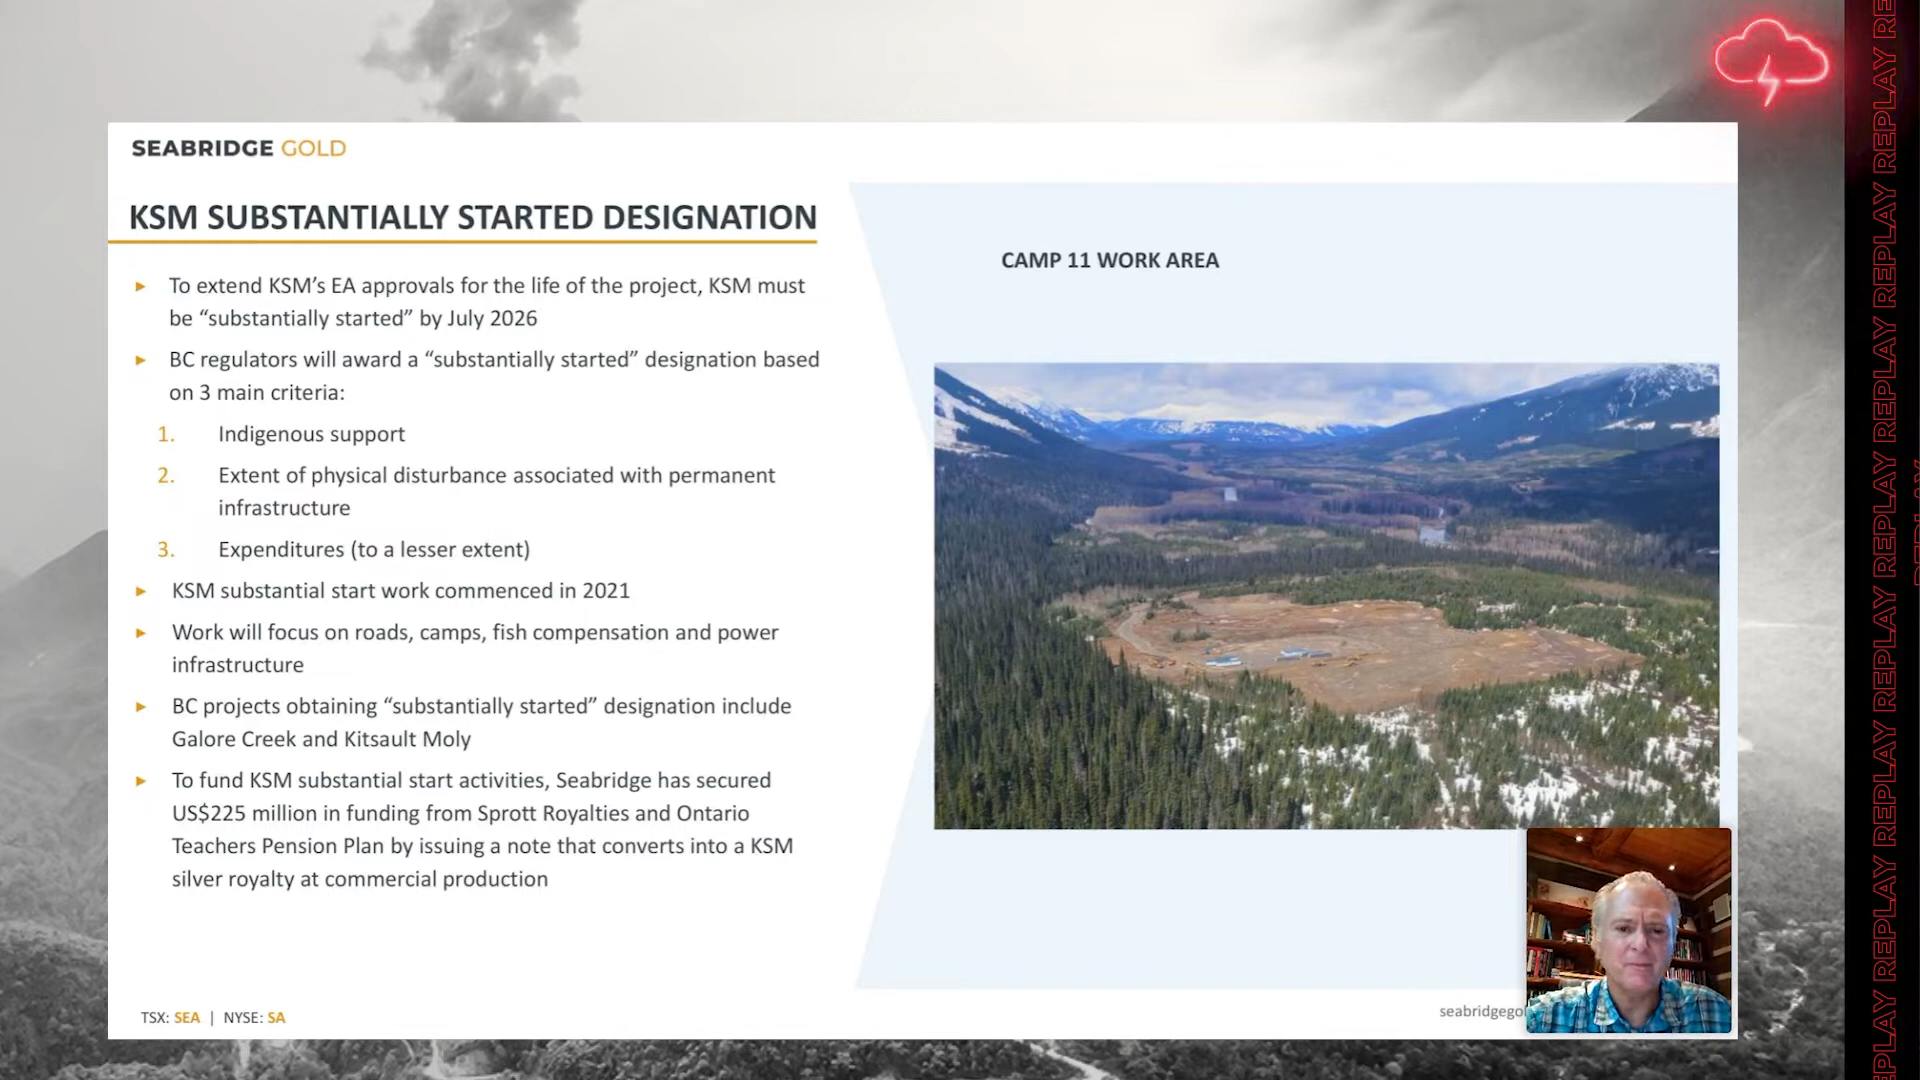 SEABRIDGE GOLD
KSM SUBSTANTIALLY STARTED DESIGNATION
▸ To extend KSM’s EA approvals for the life of the project, KSM must
be “substantially started” by July 2026
▸ BC regulators will award a “substantially started” designation based
on 3 main criteria:
1. Indigenous support
2. Extent of physical disturbance associated with permanent
infrastructure
3. Expenditures (to a lesser extent)
▸ KSM substantial start work commenced in 2021
▸ Work will focus on roads, camps, fish compensation and power
infrastructure
▸ BC projects obtaining “substantially started” designation include
Galore Creek and Kitsault Moly
▸ To fund KSM substantial start activities, Seabridge has secured
US$225 million in funding from Sprott Royalties and Ontario
Teachers Pension Plan by issuing a note that converts into a KSM
silver royalty at commercial production
CAMP 11 WORK AREA
TSX: SEA | NYSE: SA
seabridgegol
REPLAY REPLAY REPLAY REPLAY REPLAY REPLAY REPLAY REPLAY REPLAY